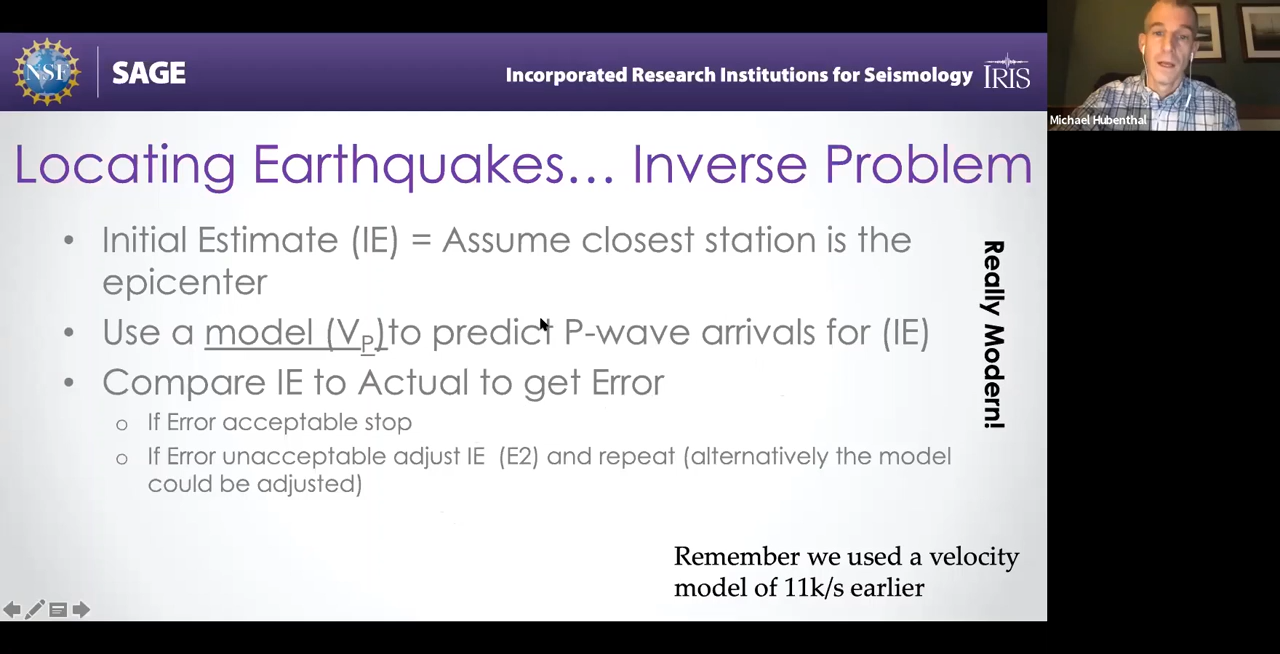 NSF
SAGE
Incorporated Research Institutions for Seismology
IRIS
Michael Hubenthal
Locating Earthquakes... Inverse Problem
• Initial Estimate (IE) = Assume closest station is the
epicenter
• Use a model (VP)to predict P-wave arrivals for (IE)
• Compare IE to Actual to get Error
o If Error acceptable stop
o If Error unacceptable adjust IE (E2) and repeat (alternatively the model
could be adjusted)
Really Modern!
Remember we used a velocity
model of 11k/s earlier